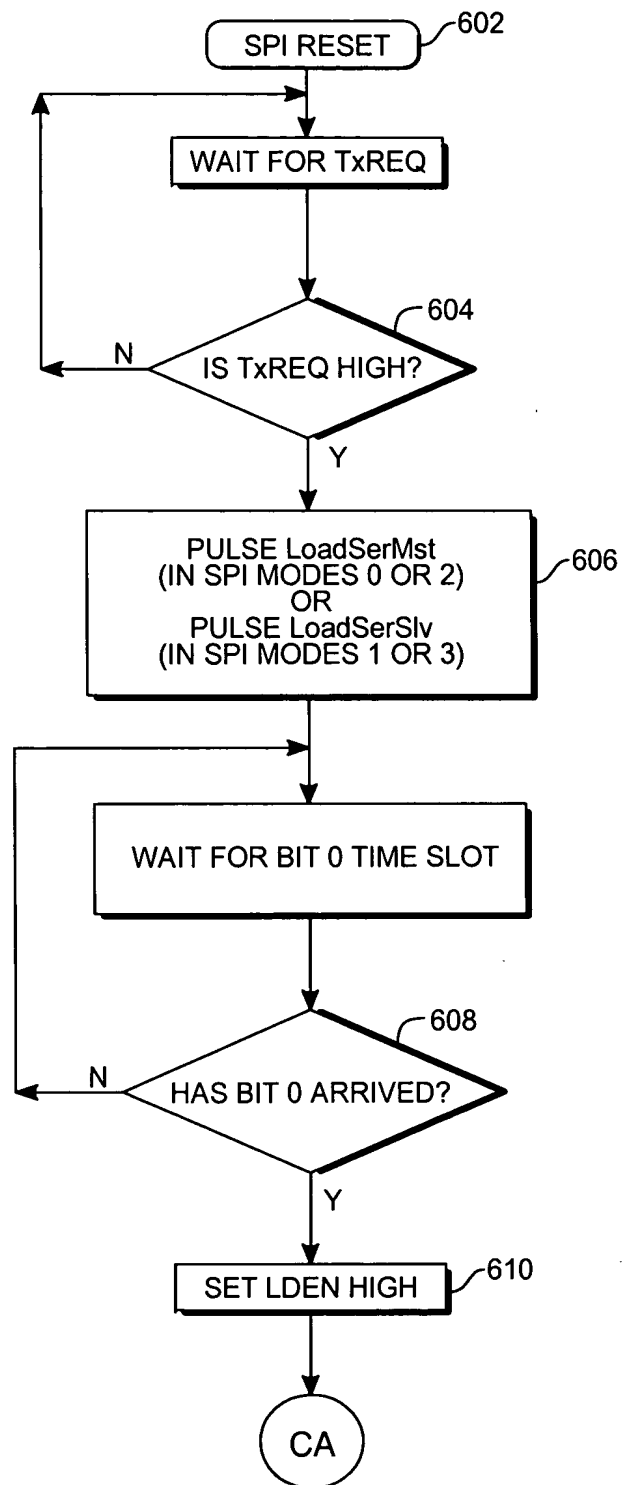 SPI RESET
602
WAIT FOR TxREQ
604
IS TxREQ HIGH?
N
Y
PULSE LoadSerMst
(IN SPI MODES 0 OR 2)
OR
PULSE LoadSerSlv
(IN SPI MODES 1 OR 3)
606
WAIT FOR BIT 0 TIME SLOT
608
HAS BIT 0 ARRIVED?
N
Y
SET LDEN HIGH
610
CA